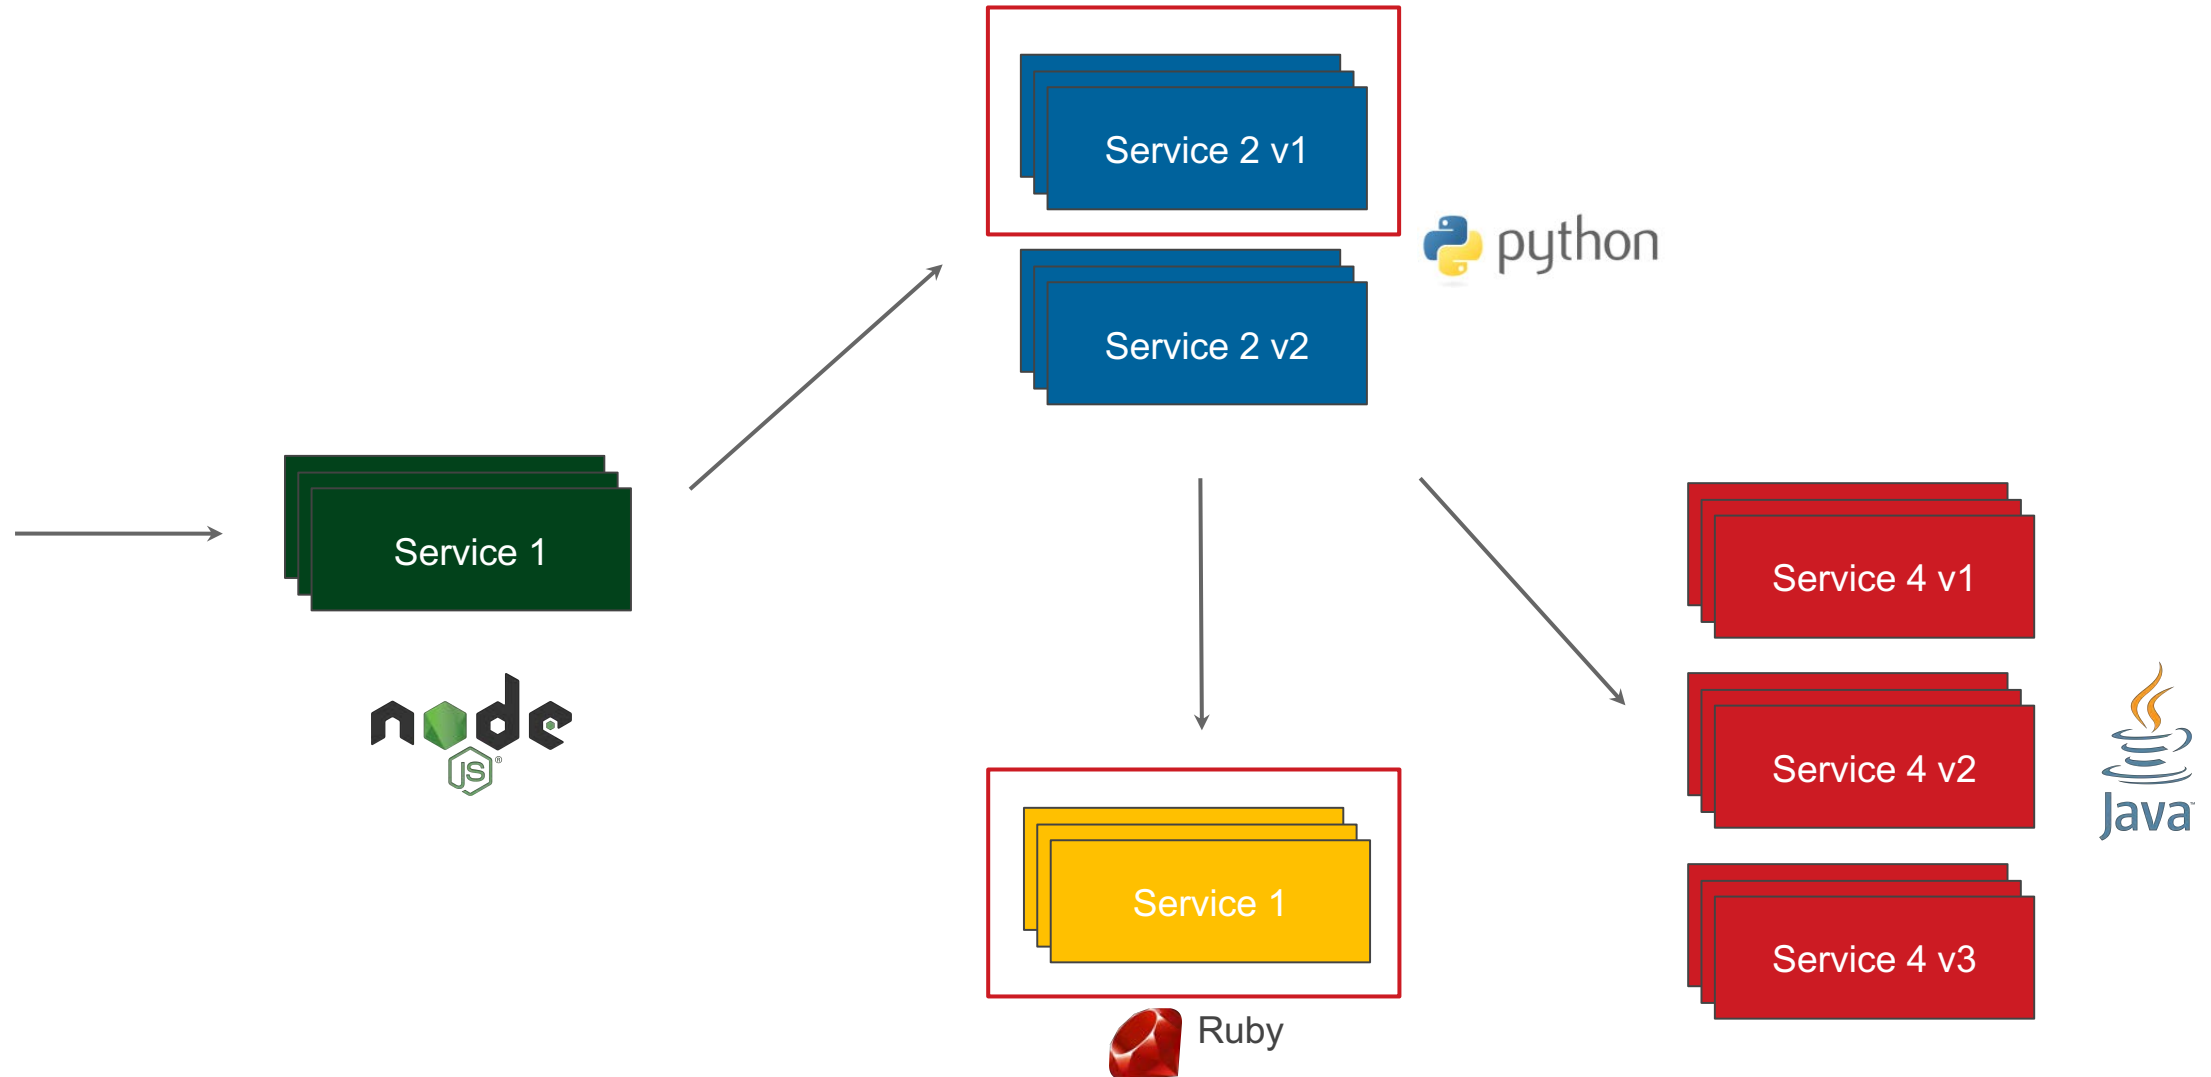 Service 2 v1
python
Service 2 v2
Service 1
Service 4 v1
node
JS®
Service 4 v2
Java™
Service 1
Service 4 v3
Ruby